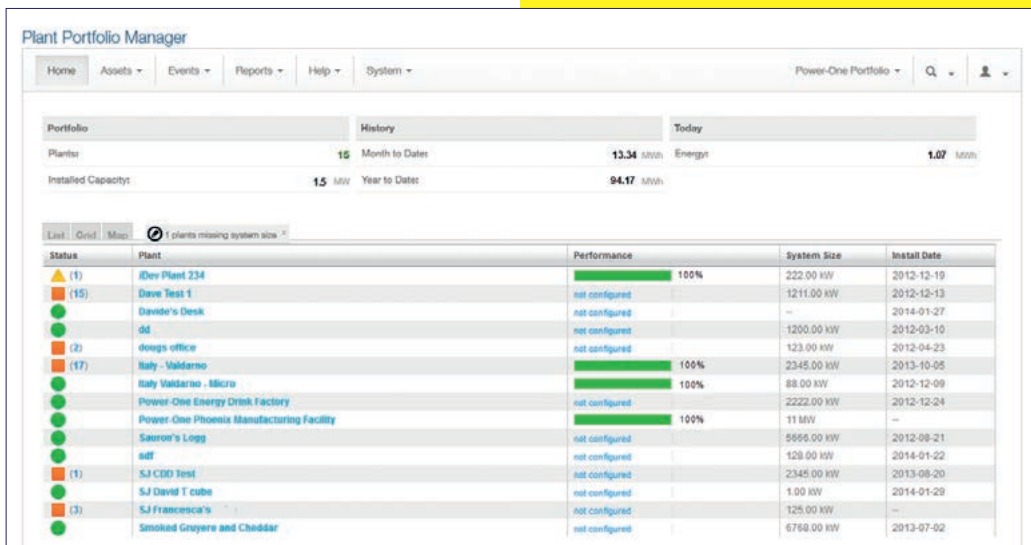 Plant Portfolio Manager
Home Assets Events Reports Help System Power-One Portfolio
Portfolio History Today
Plants: 15 Month to Date: 13.34 MWh Energy: 1.07 MWh
Installed Capacity: 1.5 MW Year to Date: 94.17 MWh
List Grid Map 1 plants missing system size ×
Status Plant Performance System Size Install Date
(1) iDev Plant 234 100% 222.00 kW 2012-12-19
(15) Dave Test 1 not configured 1211.00 kW 2012-12-13
Davide's Desk not configured -- 2014-01-27
dd not configured 1200.00 kW 2012-03-10
(2) dougs office not configured 123.00 kW 2012-04-23
(17) Italy - Valdarno 100% 2345.00 kW 2013-10-05
Italy Valdarno - Micro 100% 88.00 kW 2012-12-09
Power-One Energy Drink Factory not configured 2222.00 kW 2012-12-24
Power-One Phoenix Manufacturing Facility 100% 11 MW --
Sauron's Logg not configured 5666.00 kW 2012-08-21
sdf not configured 128.00 kW 2014-01-22
(1) SJ CDD Test not configured 2345.00 kW 2013-08-20
SJ David T cube not configured 1.00 kW 2014-01-29
(3) SJ Francesca's not configured 125.00 kW --
Smoked Gruyere and Cheddar not configured 6768.00 kW 2013-07-02